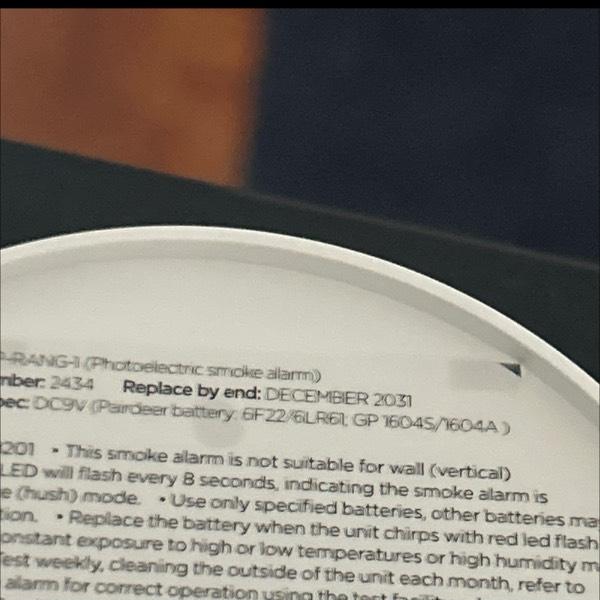 P-RANG-1 (Photoelectric smoke alarm)
mber: 2434 Replace by end: DECEMBER 2031
pec: DC9V (Pairdeer battery: 6F22/6LR61; GP 1604S/1604A )
201 • This smoke alarm is not suitable for wall (vertical)
LED will flash every 8 seconds, indicating the smoke alarm is
e (hush) mode. • Use only specified batteries, other batteries ma
tion. • Replace the battery when the unit chirps with red led flash
onstant exposure to high or low temperatures or high humidity m
Test weekly, cleaning the outside of the unit each month, refer to
alarm for correct operation using the test